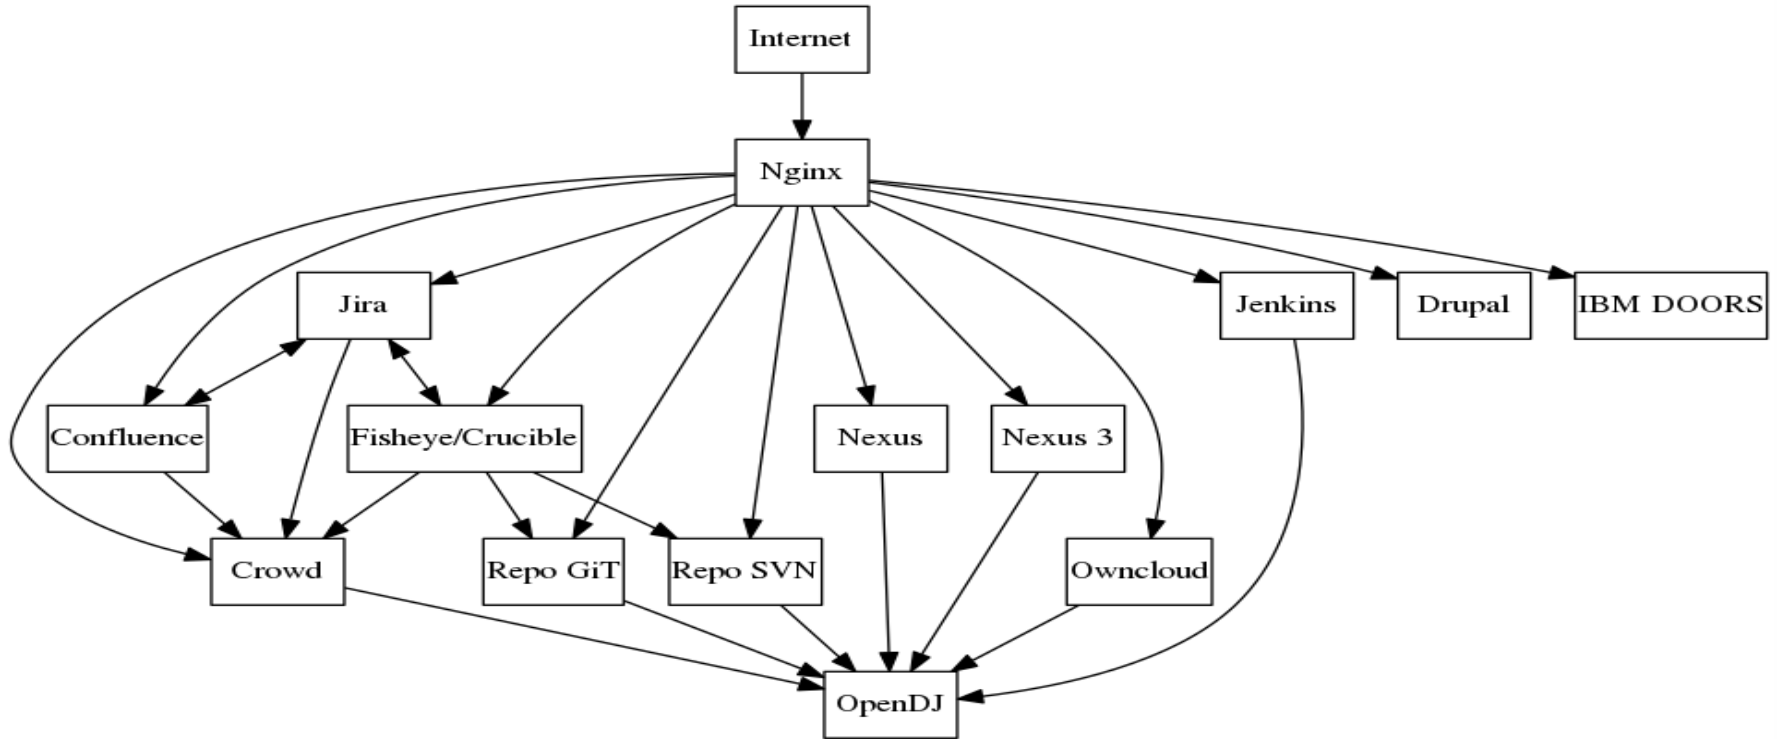 Internet
Nginx
Jira
Jenkins
Drupal
IBM DOORS
Confluence
Fisheye/Crucible
Nexus
Nexus 3
Crowd
Repo GiT
Repo SVN
Owncloud
OpenDJ